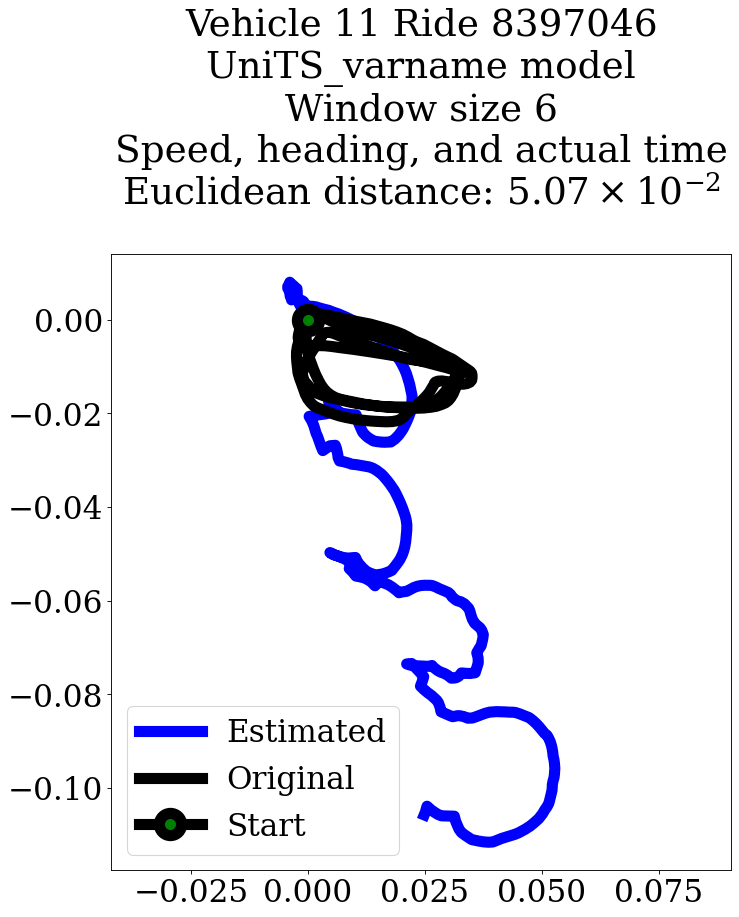 Vehicle 11 Ride 8397046
UniTS_varname model
Window size 6
Speed, heading, and actual time
Euclidean distance: $5.07 \times 10^{-2}$
0.00
−0.02
−0.04
−0.06
−0.08
−0.10
Estimated
Original
Start
−0.025 0.000 0.025 0.050 0.075